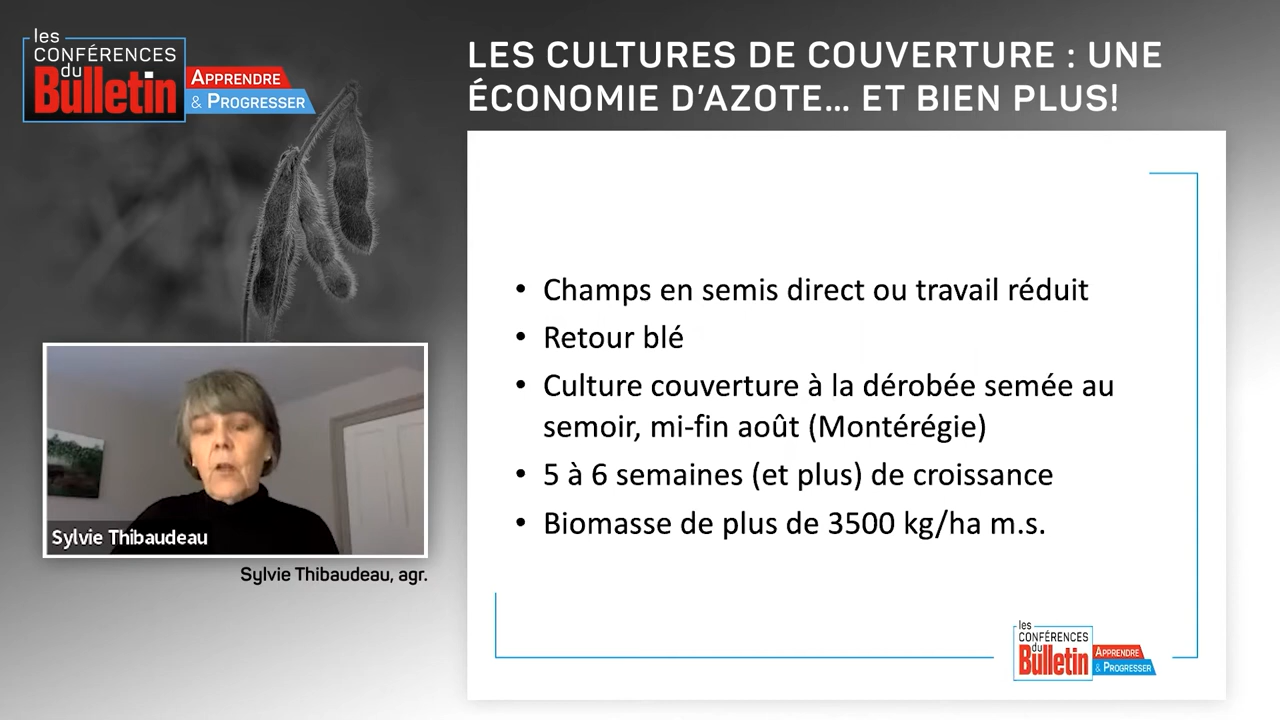 les
CONFÉRENCES
du
Bulletin
APPRENDRE
& PROGRESSER
LES CULTURES DE COUVERTURE : UNE
ÉCONOMIE D'AZOTE... ET BIEN PLUS!
• Champs en semis direct ou travail réduit
• Retour blé
• Culture couverture à la dérobée semée au
semoir, mi-fin août (Montérégie)
• 5 à 6 semaines (et plus) de croissance
• Biomasse de plus de 3500 kg/ha m.s.
Sylvie Thibaudeau
Sylvie Thibaudeau, agr.
les
CONFÉRENCES
du
Bulletin
APPRENDRE
& PROGRESSER